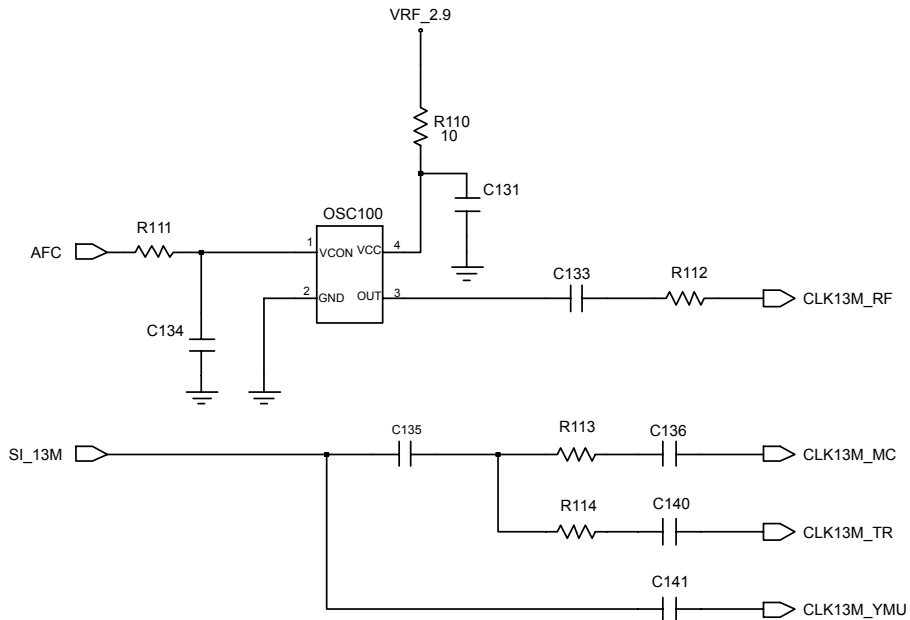 VRF_2.9
R110
10
C131
OSC100
R111
AFC
1
VCON
VCC
4
2
GND
OUT
3
C133
R112
CLK13M_RF
C134
SI_13M
C135
R113
C136
CLK13M_MC
R114
C140
CLK13M_TR
C141
CLK13M_YMU